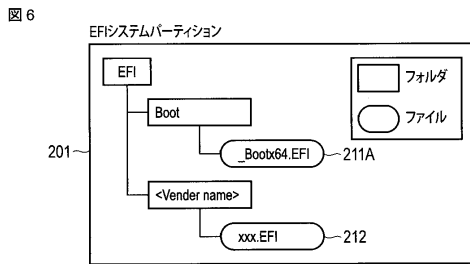 図6
EFIシステムパーティション
EFI
フォルダ
Boot
ファイル
_Bootx64.EFI
211A
201
<Vender name>
xxx.EFI
212